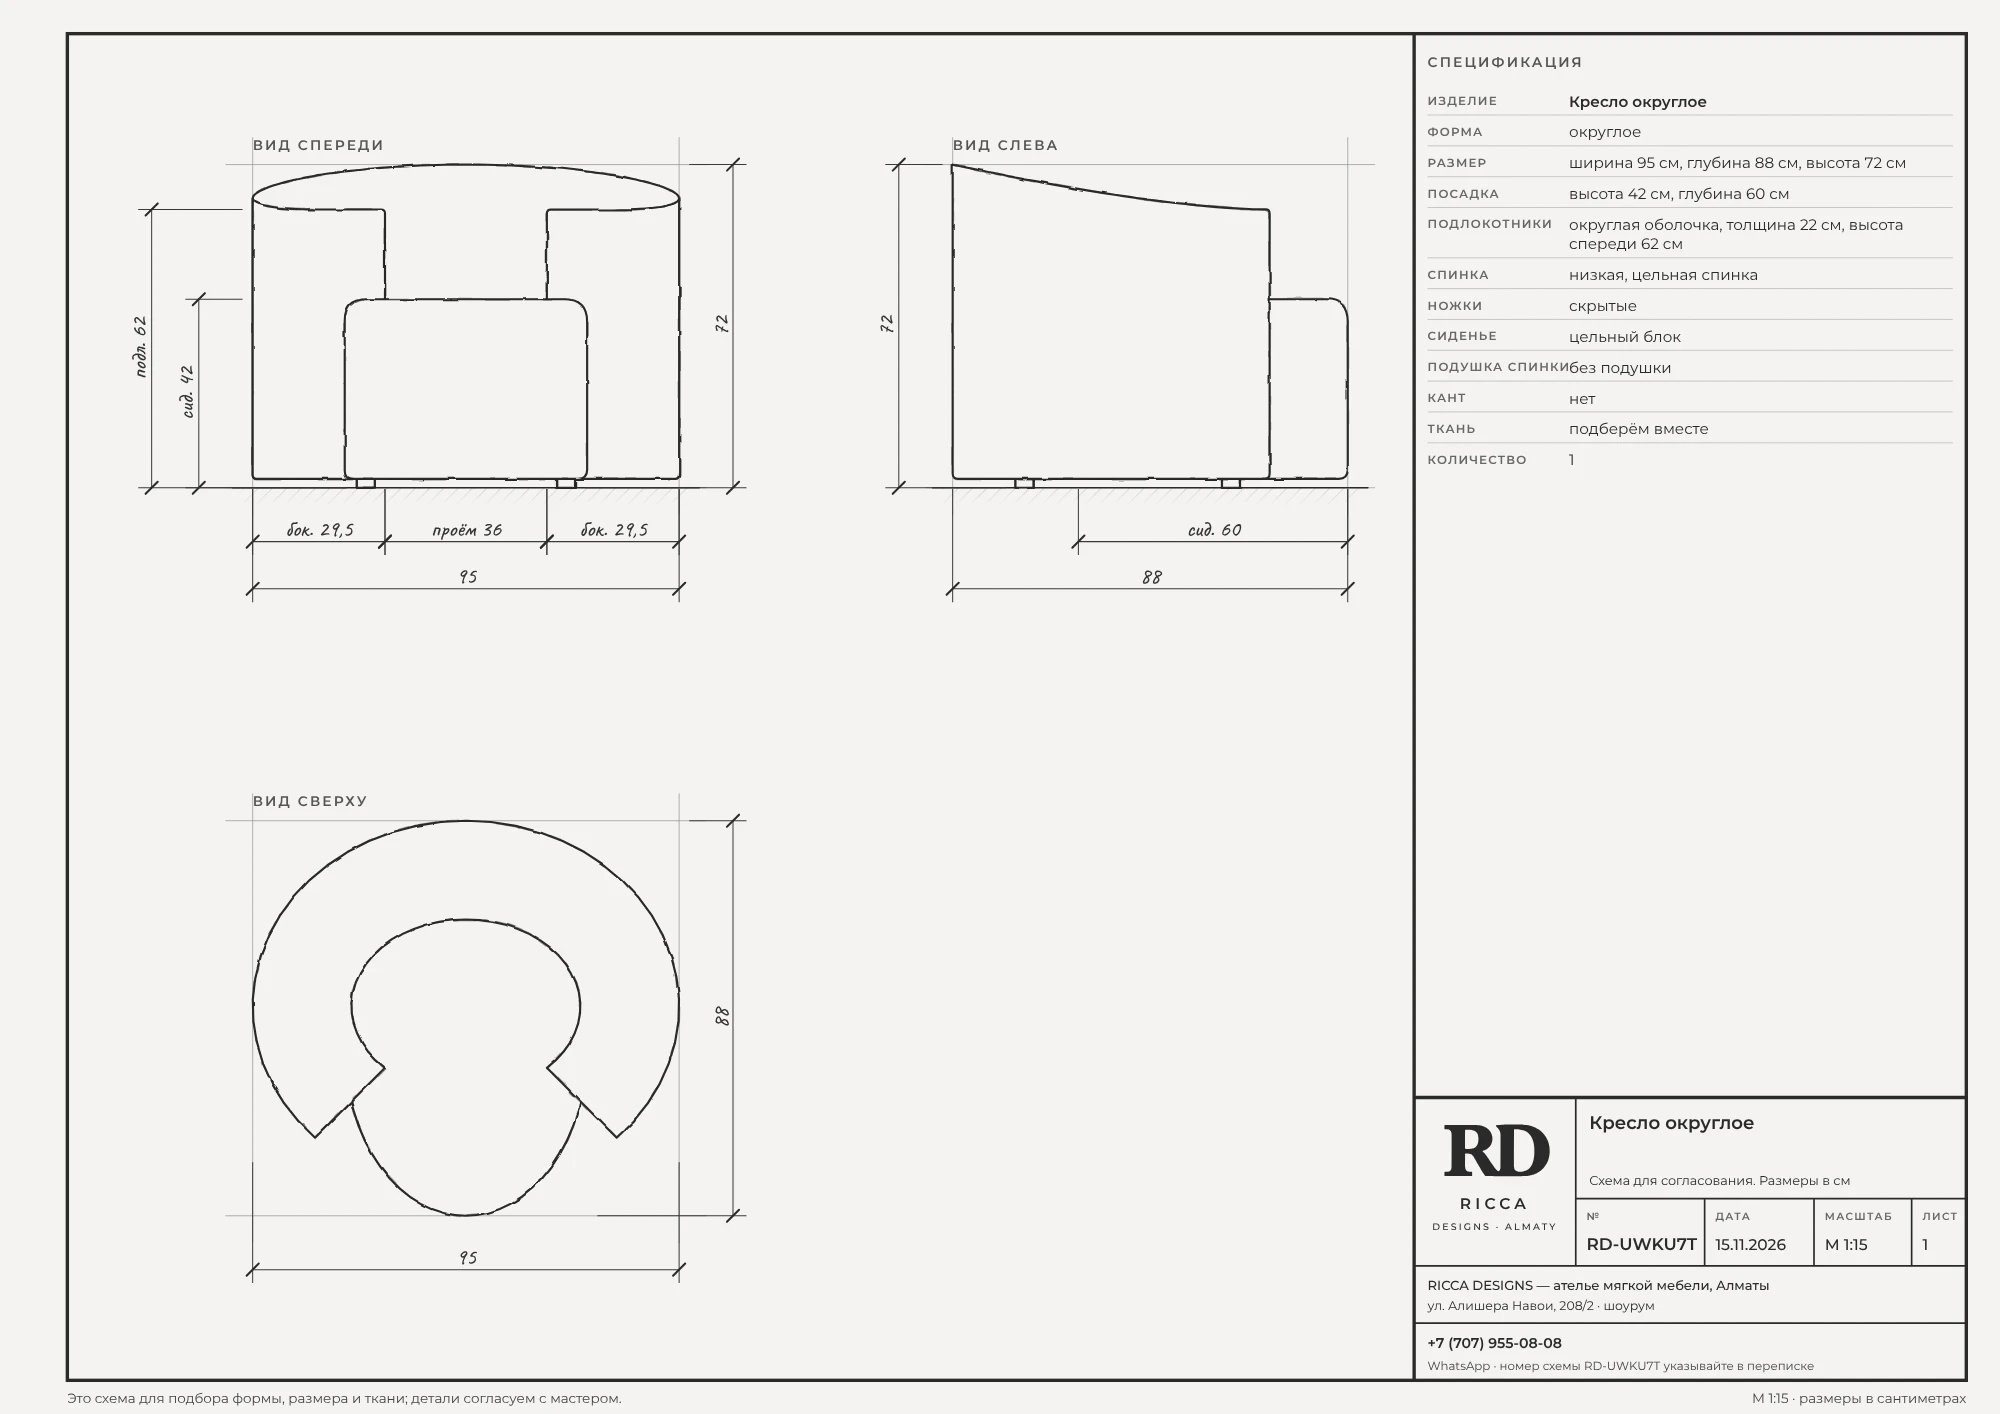 ВИД СПЕРЕДИ
подл. 62
сид. 42
72
бок. 29,5
проём 36
бок. 29,5
95
ВИД СЛЕВА
72
сид. 60
88
ВИД СВЕРХУ
88
95
СПЕЦИФИКАЦИЯ
ИЗДЕЛИЕ Кресло округлое
ФОРМА округлое
РАЗМЕР ширина 95 см, глубина 88 см, высота 72 см
ПОСАДКА высота 42 см, глубина 60 см
ПОДЛОКОТНИКИ округлая оболочка, толщина 22 см, высота
спереди 62 см
СПИНКА низкая, цельная спинка
НОЖКИ скрытые
СИДЕНЬЕ цельный блок
ПОДУШКА СПИНКИ без подушки
КАНТ нет
ТКАНЬ подберём вместе
КОЛИЧЕСТВО 1
RD
RICCA
DESIGNS · ALMATY
Кресло округлое
Схема для согласования. Размеры в см
№ ДАТА МАСШТАБ ЛИСТ
RD-UWKU7T 15.11.2026 М 1:15 1
RICCA DESIGNS — ателье мягкой мебели, Алматы
ул. Алишера Навои, 208/2 · шоурум
+7 (707) 955-08-08
WhatsApp · номер схемы RD-UWKU7T указывайте в переписке
Это схема для подбора формы, размера и ткани; детали согласуем с мастером.
М 1:15 · размеры в сантиметрах